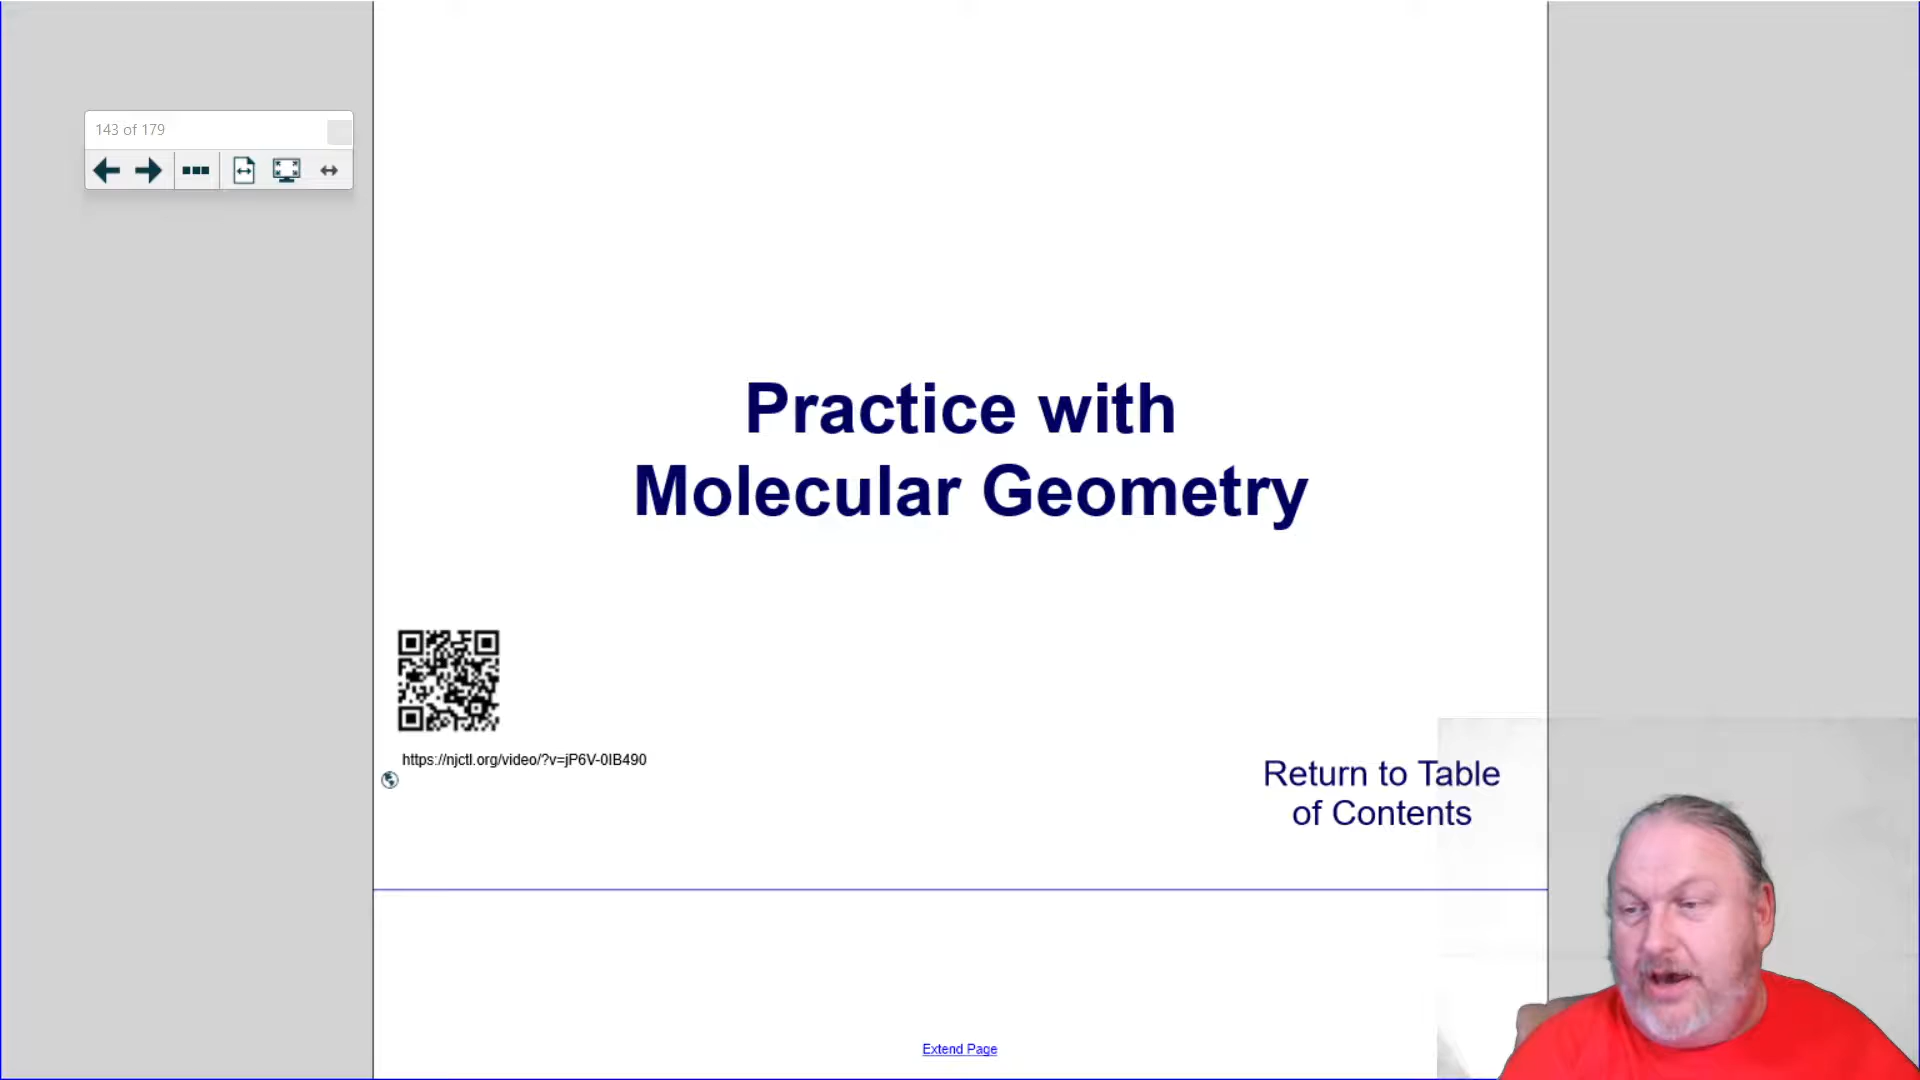 143 of 179
Practice with
Molecular Geometry
https://njctl.org/video/?v=jP6V-0IB490
Return to Table
of Contents
Extend Page